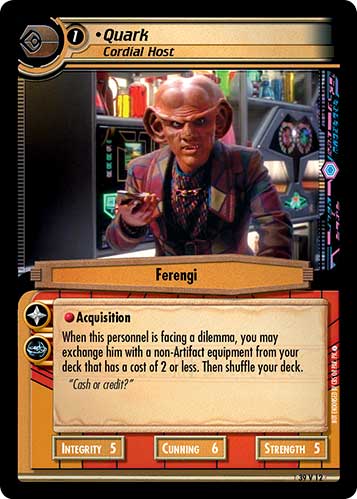 1
•Quark
Cordial Host
Ferengi
Acquisition
When this personnel is facing a dilemma, you may
exchange him with a non-Artifact equipment from your
deck that has a cost of 2 or less. Then shuffle your deck.
"Cash or credit?"
INTEGRITY 5 CUNNING 6 STRENGTH 5
39 V 12